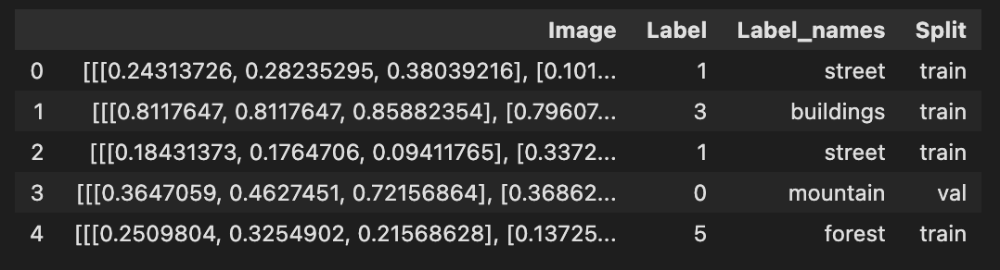 Image Label Label_names Split
0 [[[0.24313726, 0.28235295, 0.38039216], [0.101... 1 street train
1 [[[0.8117647, 0.8117647, 0.85882354], [0.79607... 3 buildings train
2 [[[0.18431373, 0.1764706, 0.09411765], [0.3372... 1 street train
3 [[[0.3647059, 0.4627451, 0.72156864], [0.36862... 0 mountain val
4 [[[0.2509804, 0.3254902, 0.21568628], [0.13725... 5 forest train